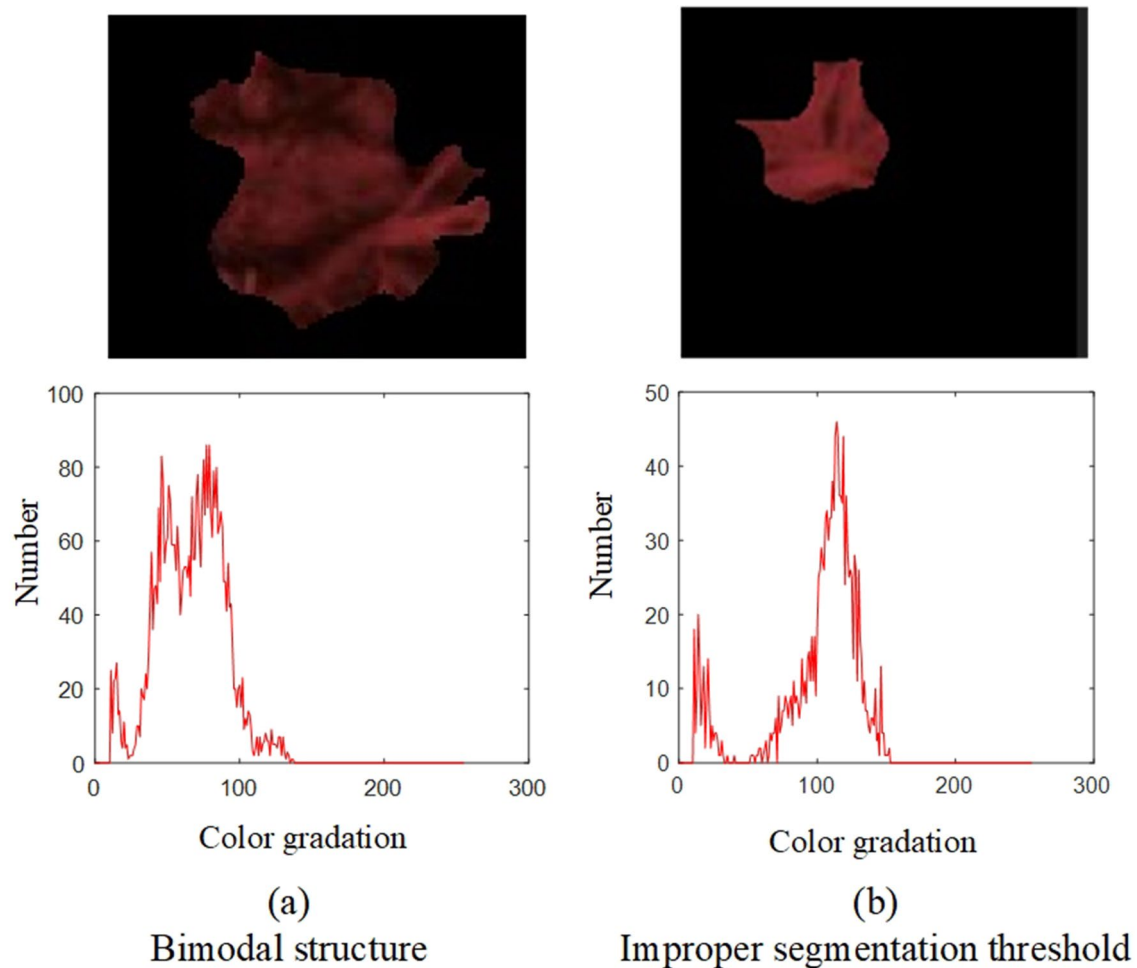 100
80
60
40
20
0
Number
0 100 200 300
Color gradation
(a)
Bimodal structure
50
40
30
20
10
0
Number
0 100 200 300
Color gradation
(b)
Improper segmentation threshold